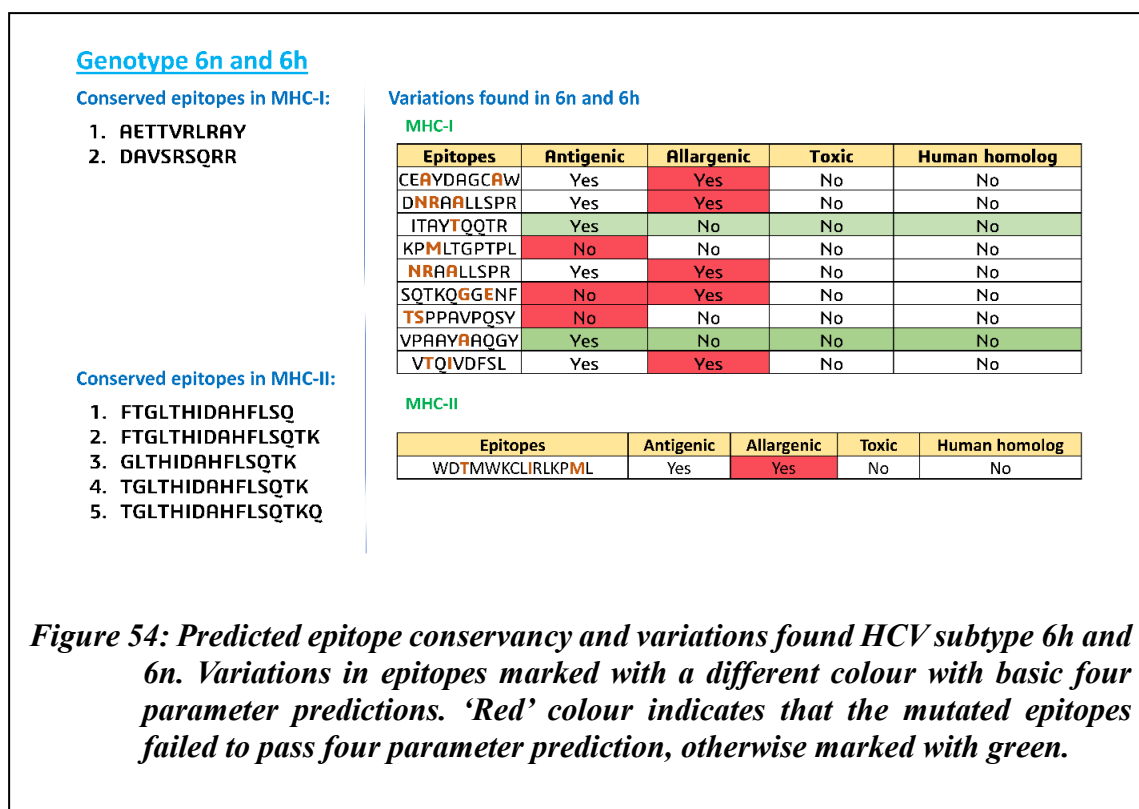 Genotype 6n and 6h
Conserved epitopes in MHC-I:
1. AETTVRLRAY
2. DAVSRSQRR
Conserved epitopes in MHC-II:
1. FTGLTHIDAHFLSQ
2. FTGLTHIDAHFLSQTK
3. GLTHIDAHFLSQTK
4. TGLTHIDAHFLSQTK
5. TGLTHIDAHFLSQTKQ
Variations found in 6n and 6h
MHC-I
Epitopes Antigenic Allargenic Toxic Human homolog
CEAYDAGCAW Yes Yes No No
DNRAALLSPR Yes Yes No No
ITAYTQQTR Yes No No No
KPMLTGPTPL No No No No
NRAALLSPR Yes Yes No No
SQTKQGGENF No Yes No No
TSPPAVPQSY No No No No
VPAAYAAQGY Yes No No No
VTQIVDFSL Yes Yes No No
MHC-II
Epitopes Antigenic Allargenic Toxic Human homolog
WDTMWKCLIRLKPML Yes Yes No No
Figure 54: Predicted epitope conservancy and variations found HCV subtype 6h and
6n. Variations in epitopes marked with a different colour with basic four
parameter predictions. ‘Red’ colour indicates that the mutated epitopes
failed to pass four parameter prediction, otherwise marked with green.